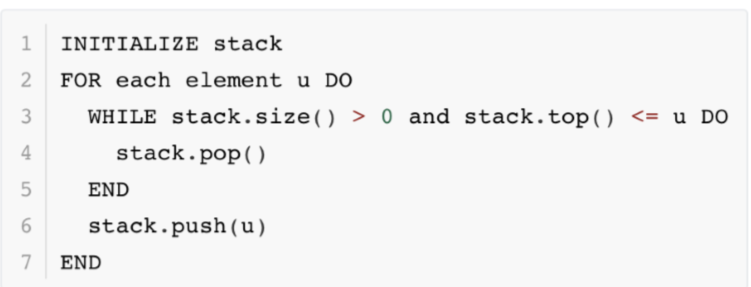 1 INITIALIZE stack
2 FOR each element u DO
3 WHILE stack.size() > 0 and stack.top() <= u DO
4 stack.pop()
5 END
6 stack.push(u)
7 END